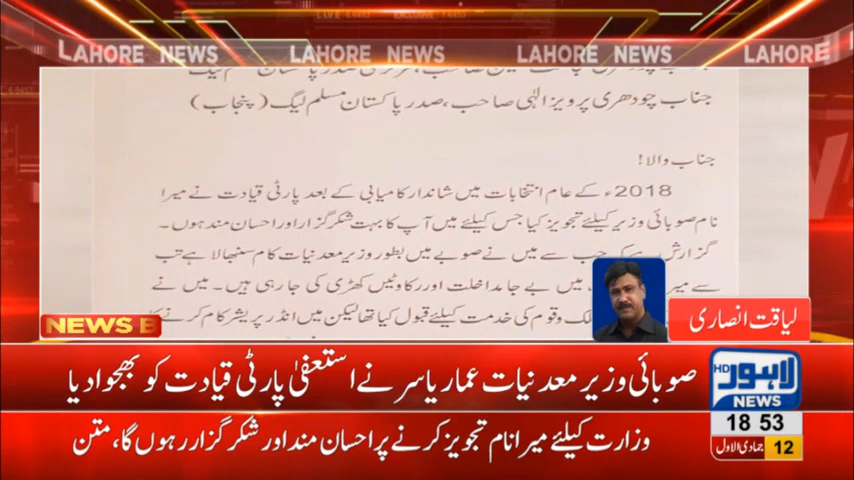 LAHORE NEWS LAHORE NEWS LAHORE NEWS LAHORE
جناب چودھری پرویز الٰہی صاحب، صدر پاکستان مسلم لیگ (پنجاب)
جناب والا!
2018ء کے عام انتخابات میں شاندار کامیابی کے بعد پارٹی قیادت نے میرا
نام صوبائی وزیر کیلئے تجویز کیا جس کیلئے میں آپ کا بہت شکر گزار اور احسان مند ہوں۔
گزارش ہے کہ جب سے میں نے صوبے میں بطور وزیر معدنیات کام سنبھالا ہے تب
سے میں بے جا مداخلت اور رکاوٹیں کھڑی کی جا رہی ہیں۔ میں نے
وقوم کی خدمت کیلئے قبول کیا تھا لیکن میں انڈر پریشر کام کرنے کا
لیاقت انصاری
NEWS B
صوبائی وزیر معدنیات عمار یاسر نے استعفیٰ پارٹی قیادت کو بھجوا دیا
وزارت کیلئے میرا نام تجویز کرنے پر احسان مند اور شکر گزار رہوں گا، متن
HD
لاہور
NEWS
18 53
12 جمادی الاول